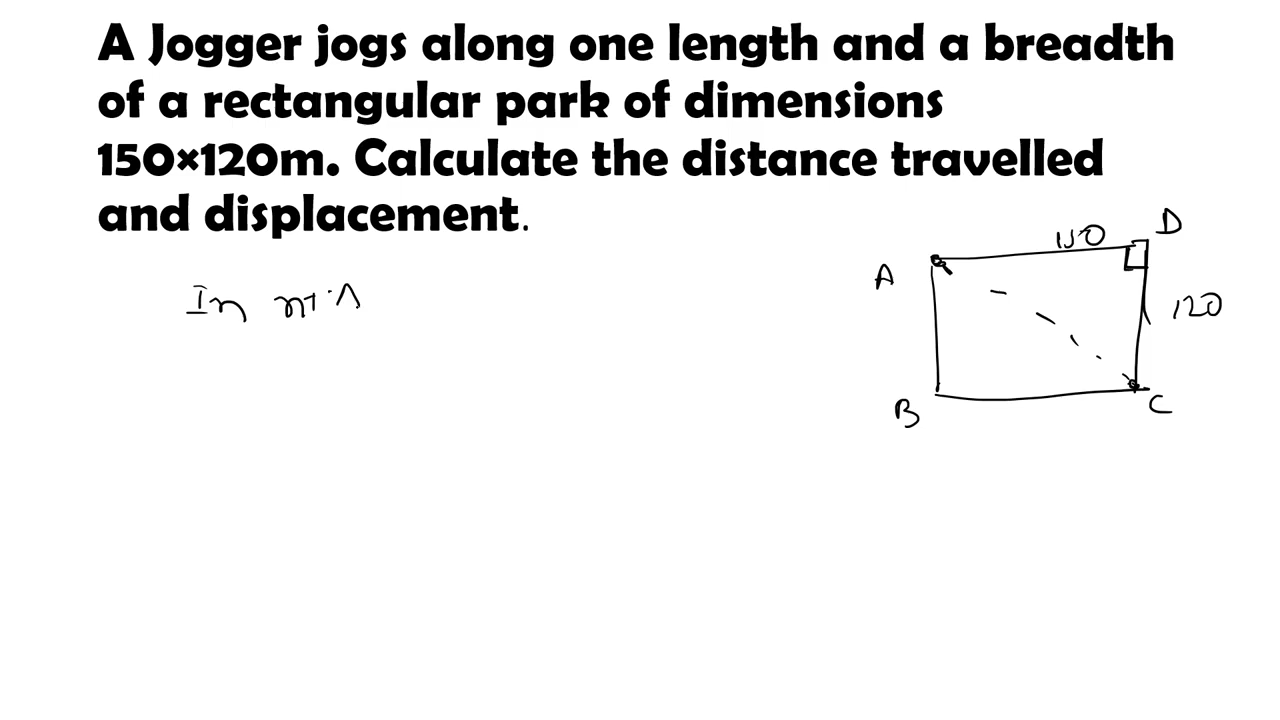 A Jogger jogs along one length and a breadth
of a rectangular park of dimensions
150×120m. Calculate the distance travelled
and displacement.
150 D
A
In
120
B C